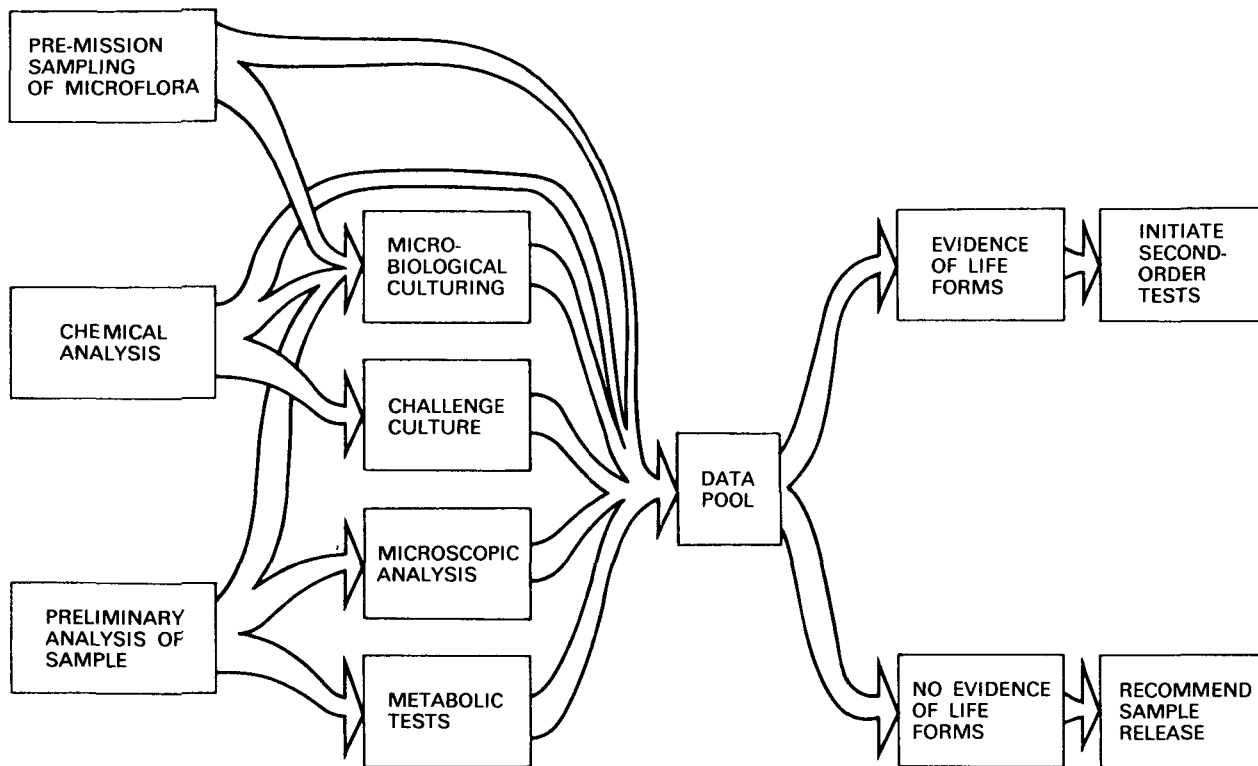 PRE-MISSION
SAMPLING
OF MICROFLORA
CHEMICAL
ANALYSIS
PRELIMINARY
ANALYSIS OF
SAMPLE
MICRO-
BIOLOGICAL
CULTURING
CHALLENGE
CULTURE
MICROSCOPIC
ANALYSIS
METABOLIC
TESTS
DATA
POOL
EVIDENCE
OF LIFE
FORMS
INITIATE
SECOND-
ORDER
TESTS
NO EVIDENCE
OF LIFE
FORMS
RECOMMEND
SAMPLE
RELEASE